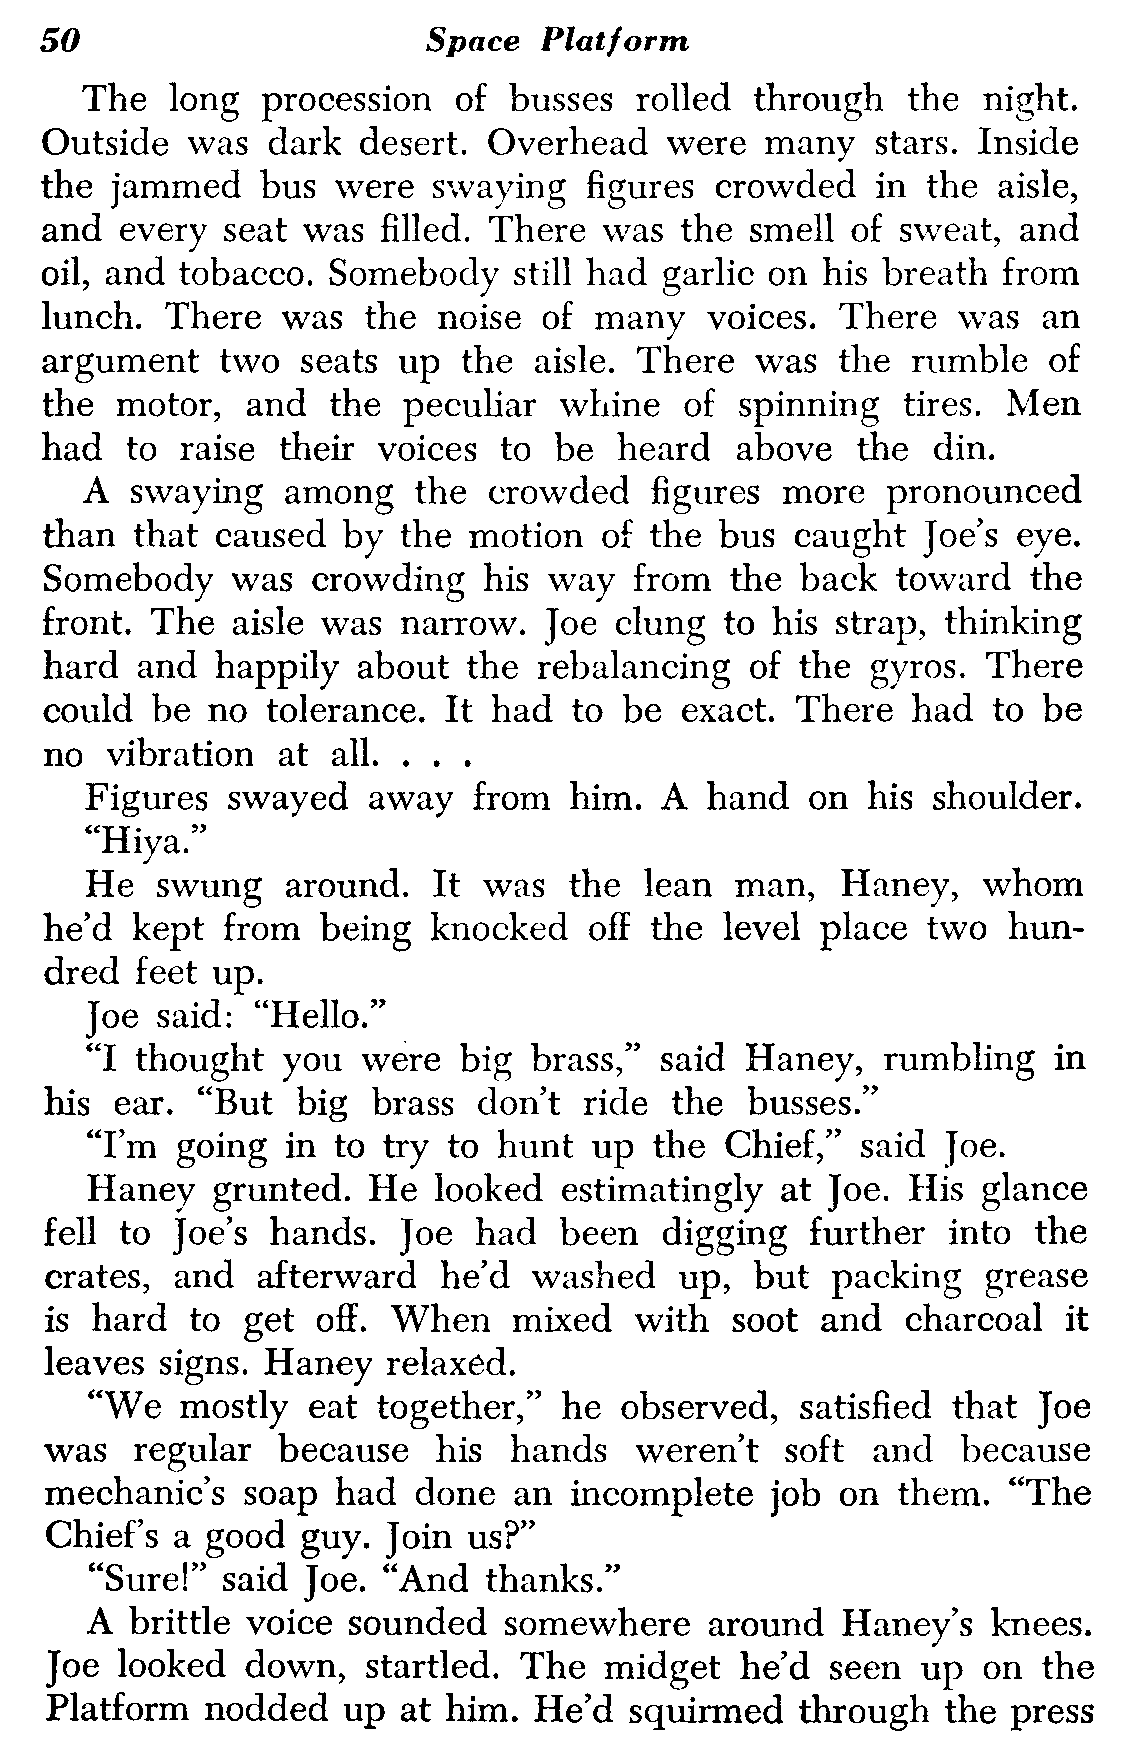 50 Space Platform
The long procession of busses rolled through the night.
Outside was dark desert. Overhead were many stars. Inside
the jammed bus were swaying figures crowded in the aisle,
and every seat was filled. There was the smell of sweat, and
oil, and tobacco. Somebody still had garlic on his breath from
lunch. There was the noise of many voices. There was an
argument two seats up the aisle. There was the rumble of
the motor, and the peculiar whine of spinning tires. Men
had to raise their voices to be heard above the din.
A swaying among the crowded figures more pronounced
than that caused by the motion of the bus caught Joe's eye.
Somebody was crowding his way from the back toward the
front. The aisle was narrow. Joe clung to his strap, thinking
hard and happily about the rebalancing of the gyros. There
could be no tolerance. It had to be exact. There had to be
no vibration at all. . . .
Figures swayed away from him. A hand on his shoulder.
“Hiya.”
He swung around. It was the lean man, Haney, whom
he'd kept from being knocked off the level place two hun-
dred feet up.
Joe said: “Hello.”
“I thought you were big brass,” said Haney, rumbling in
his ear. “But big brass don't ride the busses.”
“I'm going in to try to hunt up the Chief,” said Joe.
Haney grunted. He looked estimatingly at Joe. His glance
fell to Joe's hands. Joe had been digging further into the
crates, and afterward he'd washed up, but packing grease
is hard to get off. When mixed with soot and charcoal it
leaves signs. Haney relaxed.
“We mostly eat together,” he observed, satisfied that Joe
was regular because his hands weren't soft and because
mechanic's soap had done an incomplete job on them. “The
Chief's a good guy. Join us?”
“Sure!” said Joe. “And thanks.”
A brittle voice sounded somewhere around Haney's knees.
Joe looked down, startled. The midget he'd seen up on the
Platform nodded up at him. He'd squirmed through the press